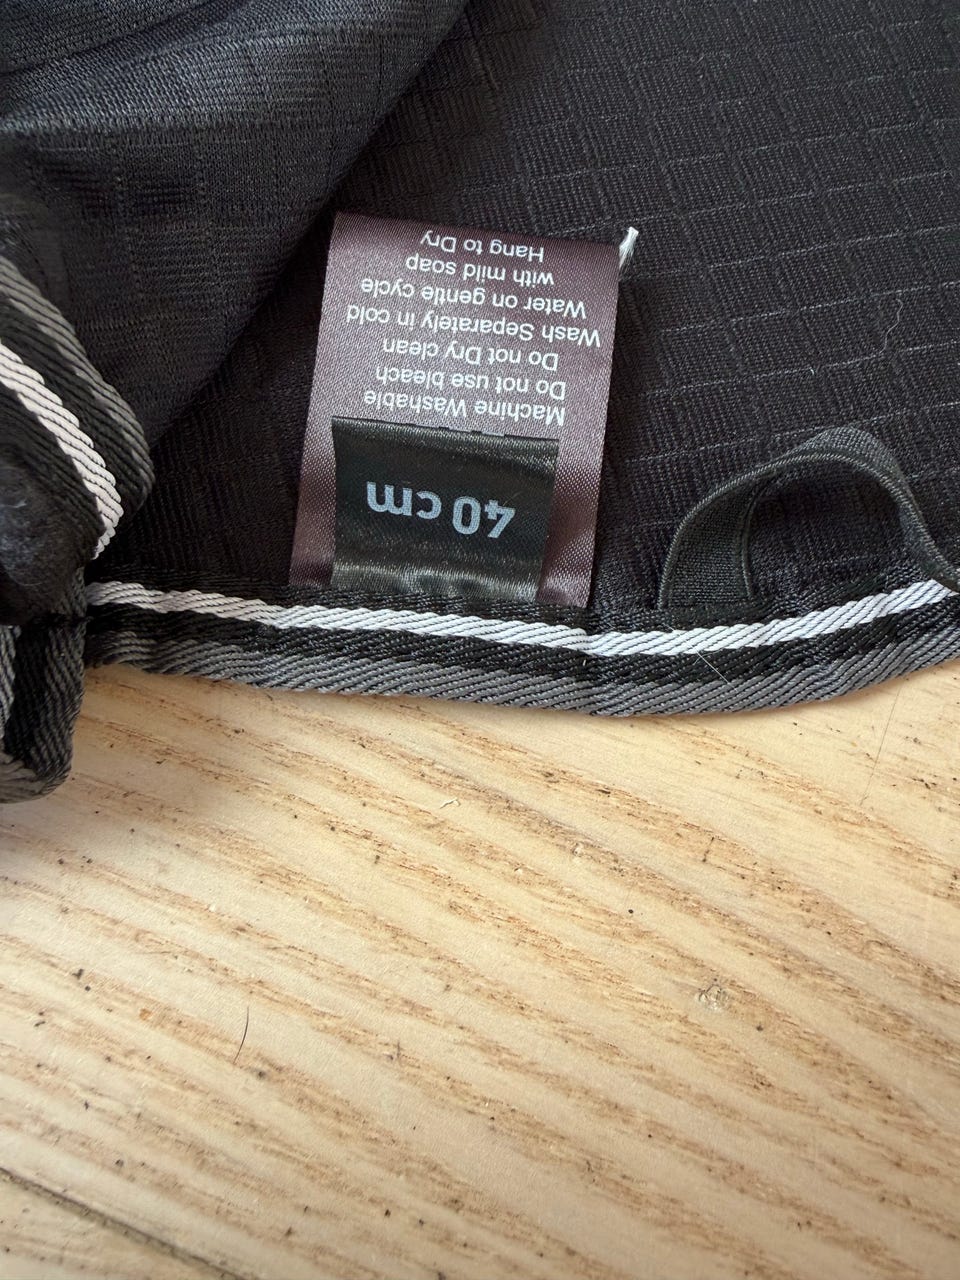 40 cm
Machine Washable
Do not use bleach
Do not Dry clean
Wash Separately in cold
Water on gentle cycle
with mild soap
Hang to Dry
Dry